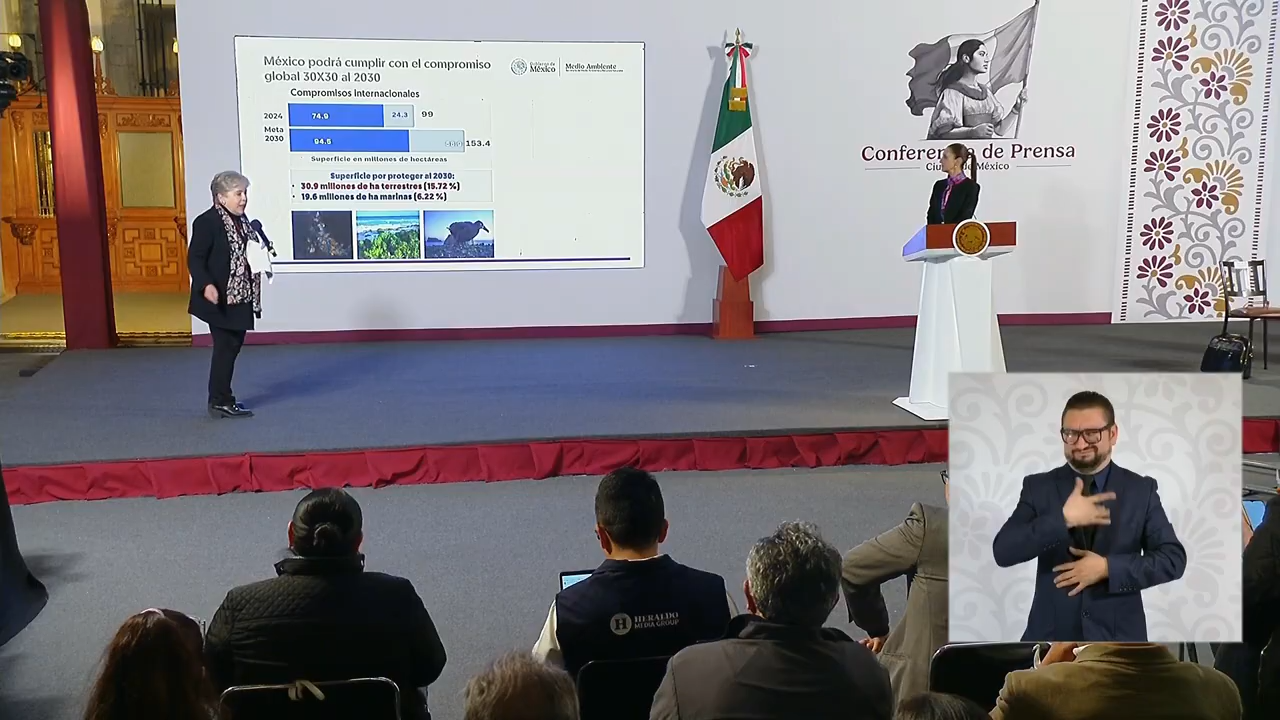 México podrá cumplir con el compromiso
global 30X30 al 2030
Gobierno de
México
Medio Ambiente
Compromisos Internacionales
2024
74.9
24.3
99
Meta
2030
94.5
153.4
Superficie en millones de hectáreas
Superficie por proteger al 2030:
• 30.9 millones de ha terrestres (15.72 %)
• 19.6 millones de ha marinas (6.22 %)
Conferencia de Prensa
Ciudad de México
H HERALDO
MEDIA GROUP